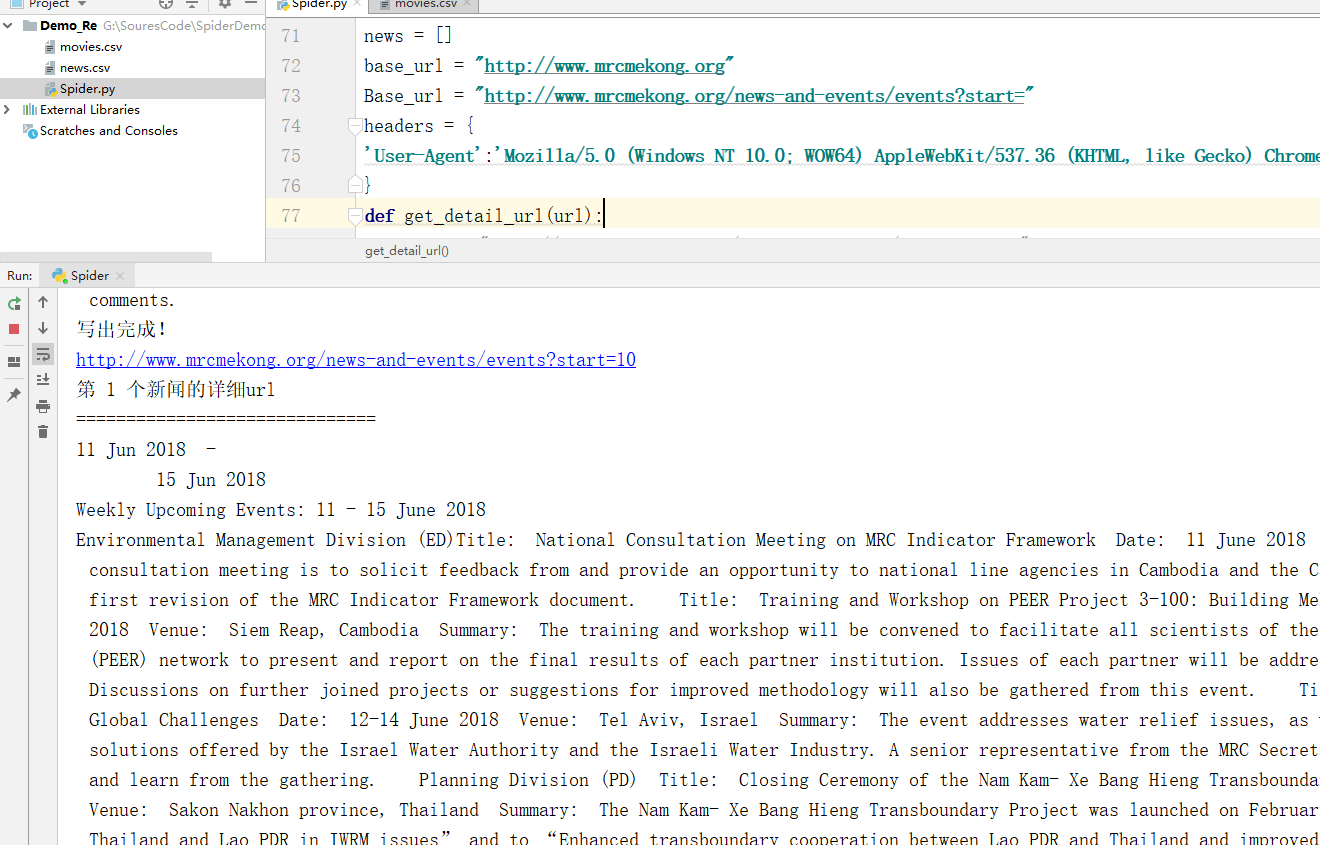 Project
Spider.py
movies.csv
Demo_Re G:\SouresCode\SpiderDemo
movies.csv
news.csv
Spider.py
External Libraries
Scratches and Consoles
71 news = []
72 base_url = "http://www.mrcmekong.org"
73 Base_url = "http://www.mrcmekong.org/news-and-events/events?start="
74 headers = {
75 'User-Agent':'Mozilla/5.0 (Windows NT 10.0; WOW64) AppleWebKit/537.36 (KHTML, like Gecko) Chrome
76 }
77 def get_detail_url(url):
get_detail_url()
Run: Spider
comments.
写出完成!
http://www.mrcmekong.org/news-and-events/events?start=10
第 1 个新闻的详细url
==============================
11 Jun 2018 -
15 Jun 2018
Weekly Upcoming Events: 11 - 15 June 2018
Environmental Management Division (ED)Title: National Consultation Meeting on MRC Indicator Framework Date: 11 June 2018
consultation meeting is to solicit feedback from and provide an opportunity to national line agencies in Cambodia and the C
first revision of the MRC Indicator Framework document. Title: Training and Workshop on PEER Project 3-100: Building Me
2018 Venue: Siem Reap, Cambodia Summary: The training and workshop will be convened to facilitate all scientists of the
(PEER) network to present and report on the final results of each partner institution. Issues of each partner will be addre
Discussions on further joined projects or suggestions for improved methodology will also be gathered from this event. Ti
Global Challenges Date: 12-14 June 2018 Venue: Tel Aviv, Israel Summary: The event addresses water relief issues, as
solutions offered by the Israel Water Authority and the Israeli Water Industry. A senior representative from the MRC Secret
and learn from the gathering. Planning Division (PD) Title: Closing Ceremony of the Nam Kam- Xe Bang Hieng Transbounda
Venue: Sakon Nakhon province, Thailand Summary: The Nam Kam- Xe Bang Hieng Transboundary Project was launched on Februar
Thailand and Lao PDR in IWRM issues” and to “Enhanced transboundary cooperation between Lao PDR and Thailand and improved